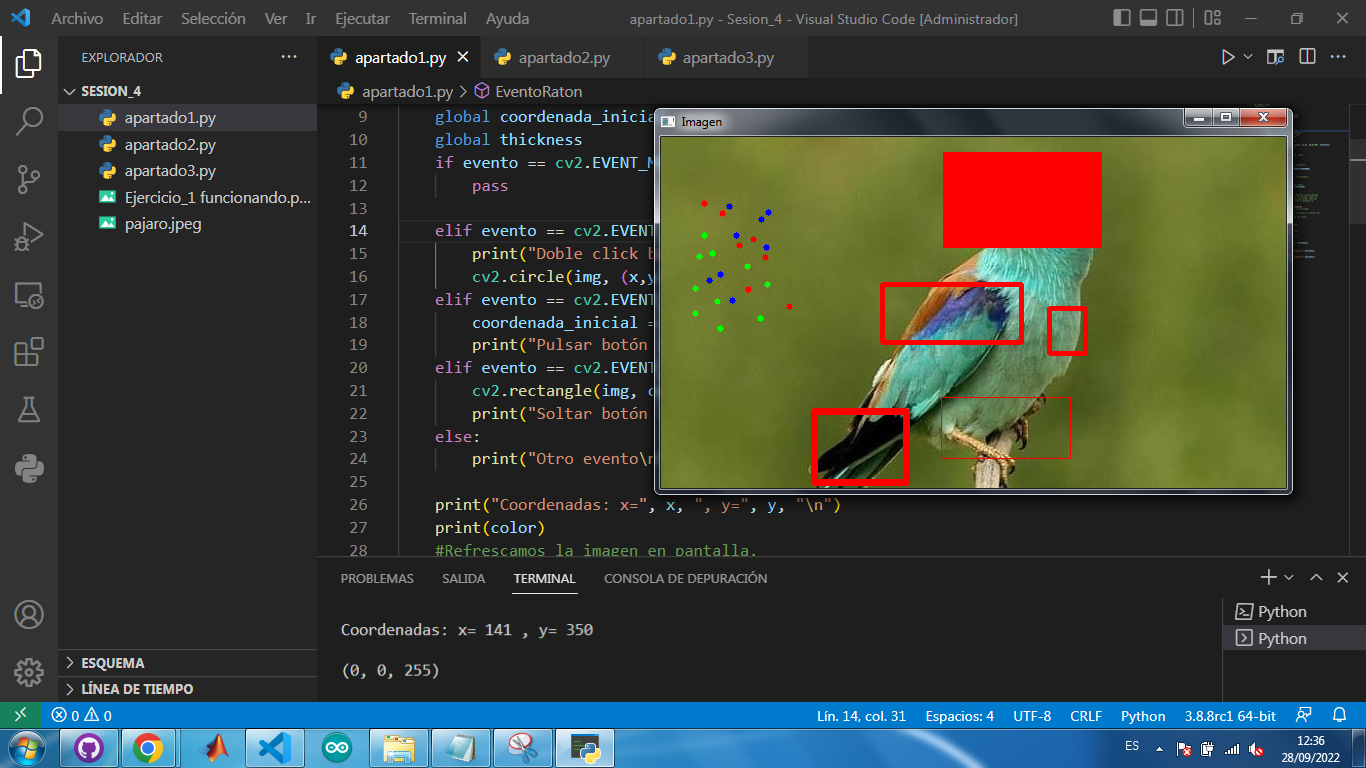 Archivo Editar Selección Ver Ir Ejecutar Terminal Ayuda apartado1.py - Sesion_4 - Visual Studio Code [Administrador]
EXPLORADOR ··· apartado1.py apartado2.py apartado3.py
SESION_4 apartado1.py > EventoRaton
apartado1.py
apartado2.py
apartado3.py
Ejercicio_1 funcionando.p...
pajaro.jpeg
9 global coordenada_inicia
10 global thickness
11 if evento == cv2.EVENT_M
12 pass
13
14 elif evento == cv2.EVENT
15 print("Doble click b
16 cv2.circle(img, (x,y
17 elif evento == cv2.EVENT
18 coordenada_inicial =
19 print("Pulsar botón
20 elif evento == cv2.EVENT
21 cv2.rectangle(img, c
22 print("Soltar botón
23 else:
24 print("Otro evento\n
25
26 print("Coordenadas: x=", x, ", y=", y, "\n")
27 print(color)
28 #Refrescamos la imagen en pantalla.
Imagen
PROBLEMAS SALIDA TERMINAL CONSOLA DE DEPURACIÓN
Coordenadas: x= 141 , y= 350
(0, 0, 255)
Python
Python
ESQUEMA
LÍNEA DE TIEMPO
0 0 Lín. 14, col. 31 Espacios: 4 UTF-8 CRLF Python 3.8.8rc1 64-bit
ES 12:36
28/09/2022